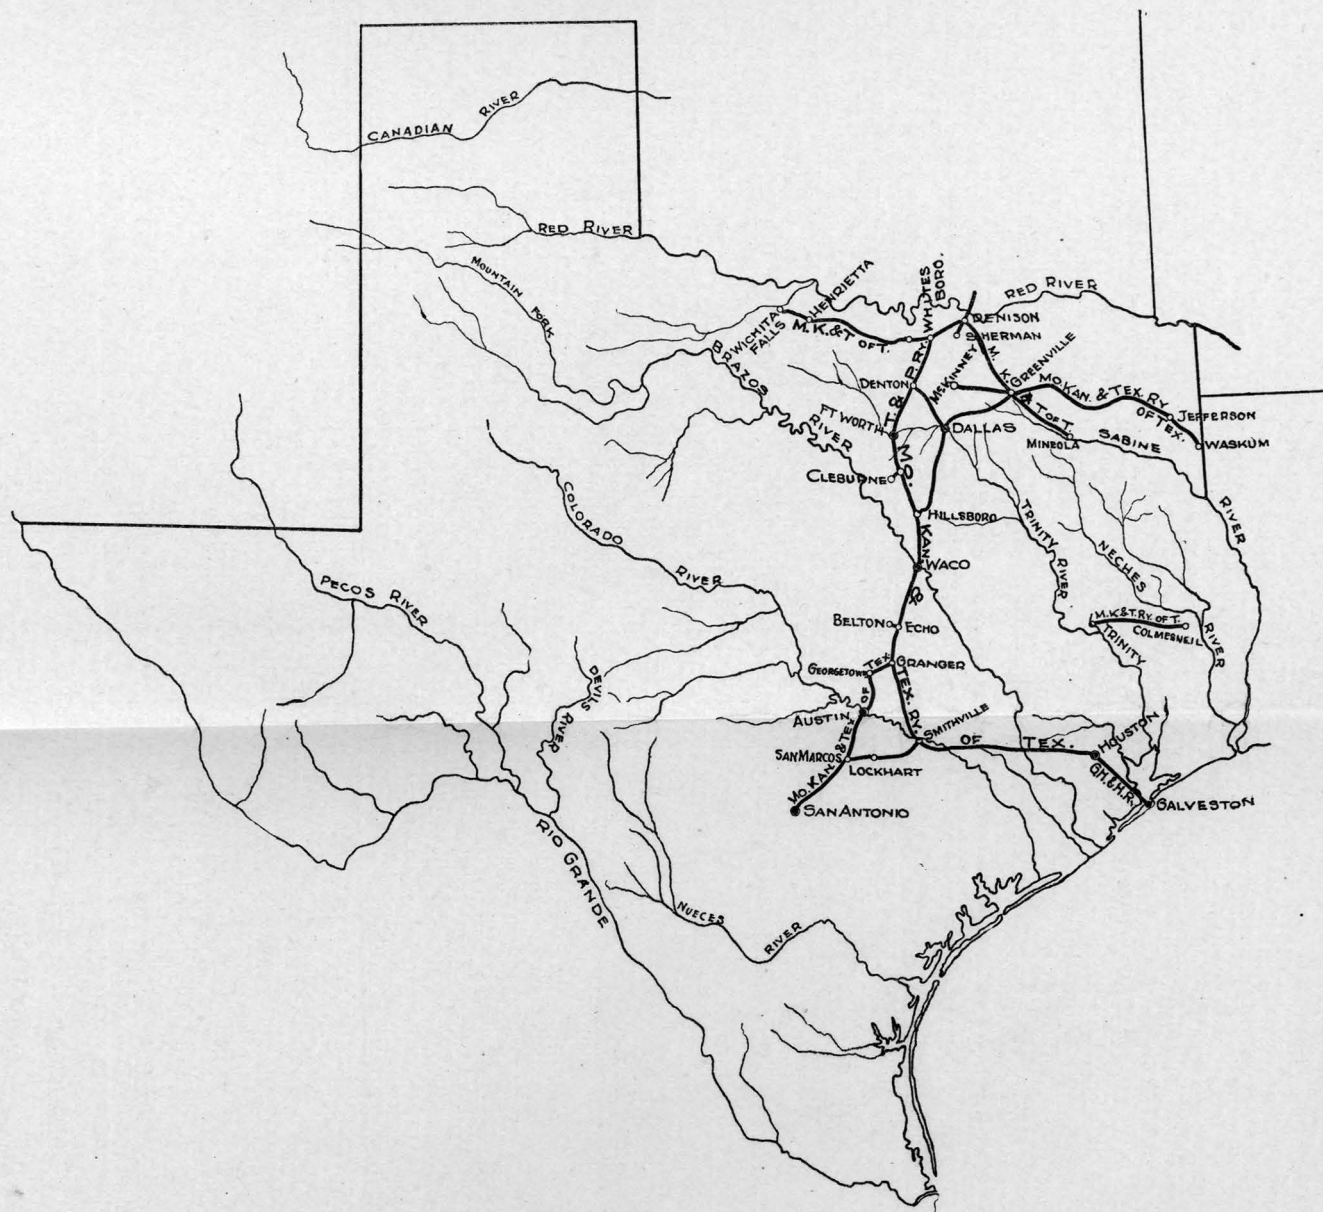 CANADIAN RIVER
RED RIVER
MOUNTAIN FORK
WICHITA FALLS
HENRIETTA
M.K.&T OF T.
WHITESBORO.
RED RIVER
DENISON
SHERMAN
MCKINNEY
M. K. & T OF T.
GREENVILLE
MO.KAN. & TEX. RY OF TEX.
JEFFERSON
WASKUM
MINEOLA
SABINE RIVER
BRAZOS RIVER
DENTON
T. & P. RY.
FT WORTH
DALLAS
CLEBURNE
HILLSBORO
MO. KAN. & TEX. RY. OF TEX.
WACO
TRINITY RIVER
NECHES RIVER
COLORADO RIVER
PECOS RIVER
BELTON
ECHO
M.K&T.RY. OF T.
COLMESNEIL
TRINITY
GEORGETOWN
GRANGER
DEVILS RIVER
AUSTIN
SMITHVILLE
HOUSTON
SAN MARCOS
LOCKHART
MO. KAN. & TEX OF TEX
G.H.& H.R.
GALVESTON
SAN ANTONIO
RIO GRANDE
NUECES RIVER